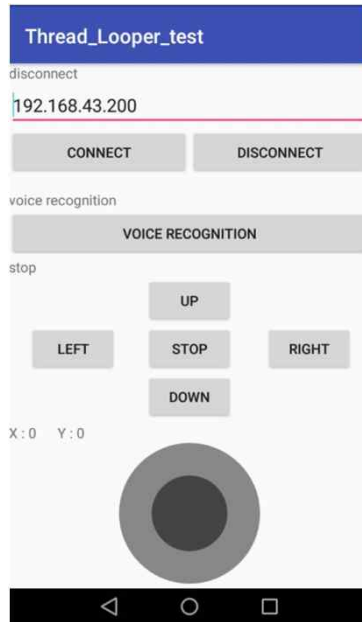 Thread_Looper_test
disconnect
192.168.43.200
CONNECT DISCONNECT
voice recognition
VOICE RECOGNITION
stop
UP
LEFT STOP RIGHT
DOWN
X : 0 Y : 0